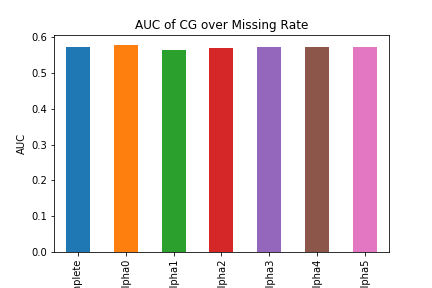 AUC of CG over Missing Rate
0.6
0.5
0.4
0.3
0.2
0.1
0.0
AUC
nplete
lpha0
lpha1
lpha2
lpha3
lpha4
lpha5